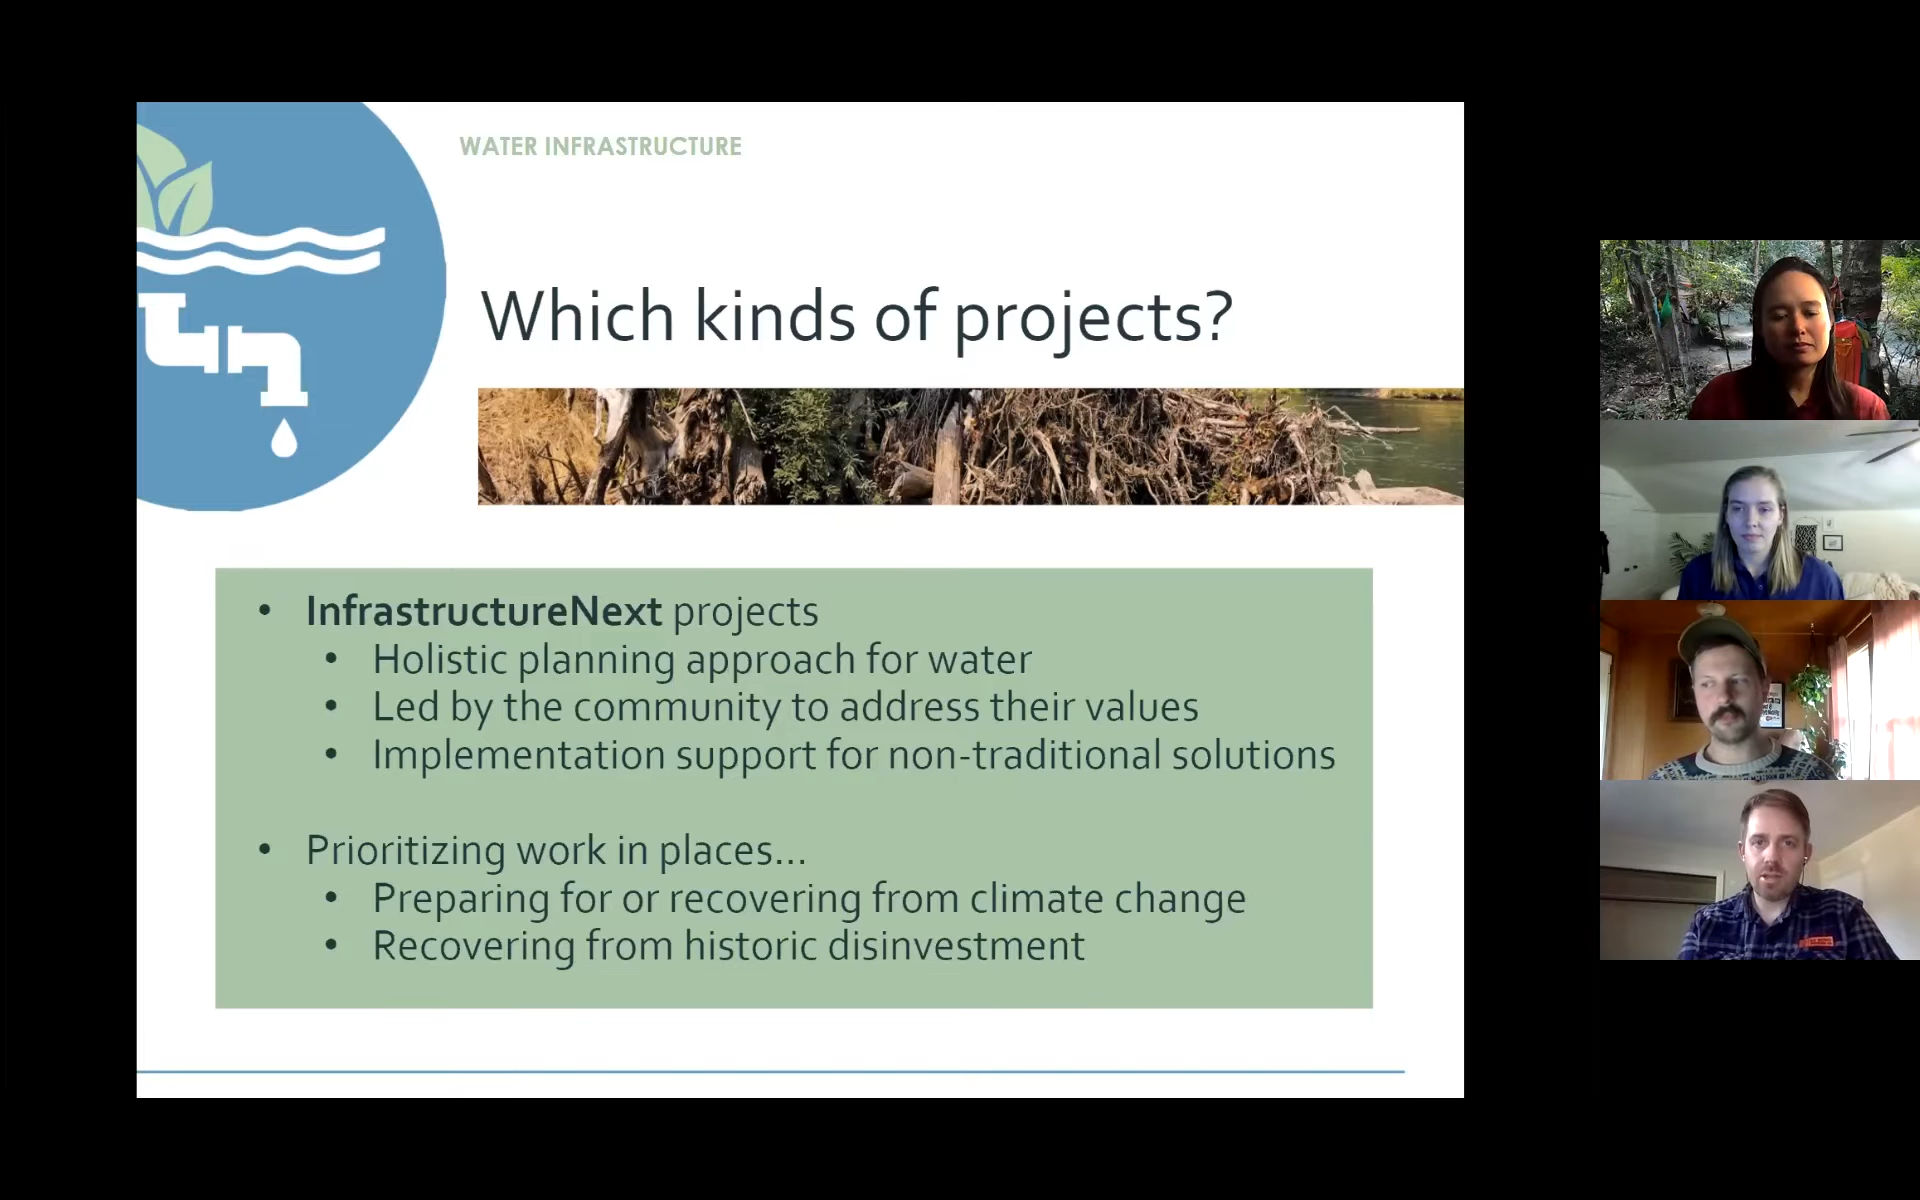 WATER INFRASTRUCTURE
Which kinds of projects?
• InfrastructureNext projects
• Holistic planning approach for water
• Led by the community to address their values
• Implementation support for non-traditional solutions
• Prioritizing work in places...
• Preparing for or recovering from climate change
• Recovering from historic disinvestment